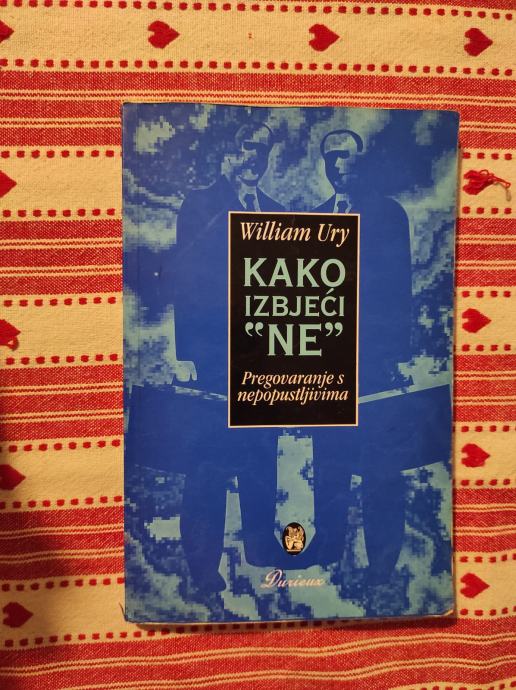 William Ury
KAKO
IZBJEĆI
“NE”
Pregovaranje s
nepopustljivima
Durieux